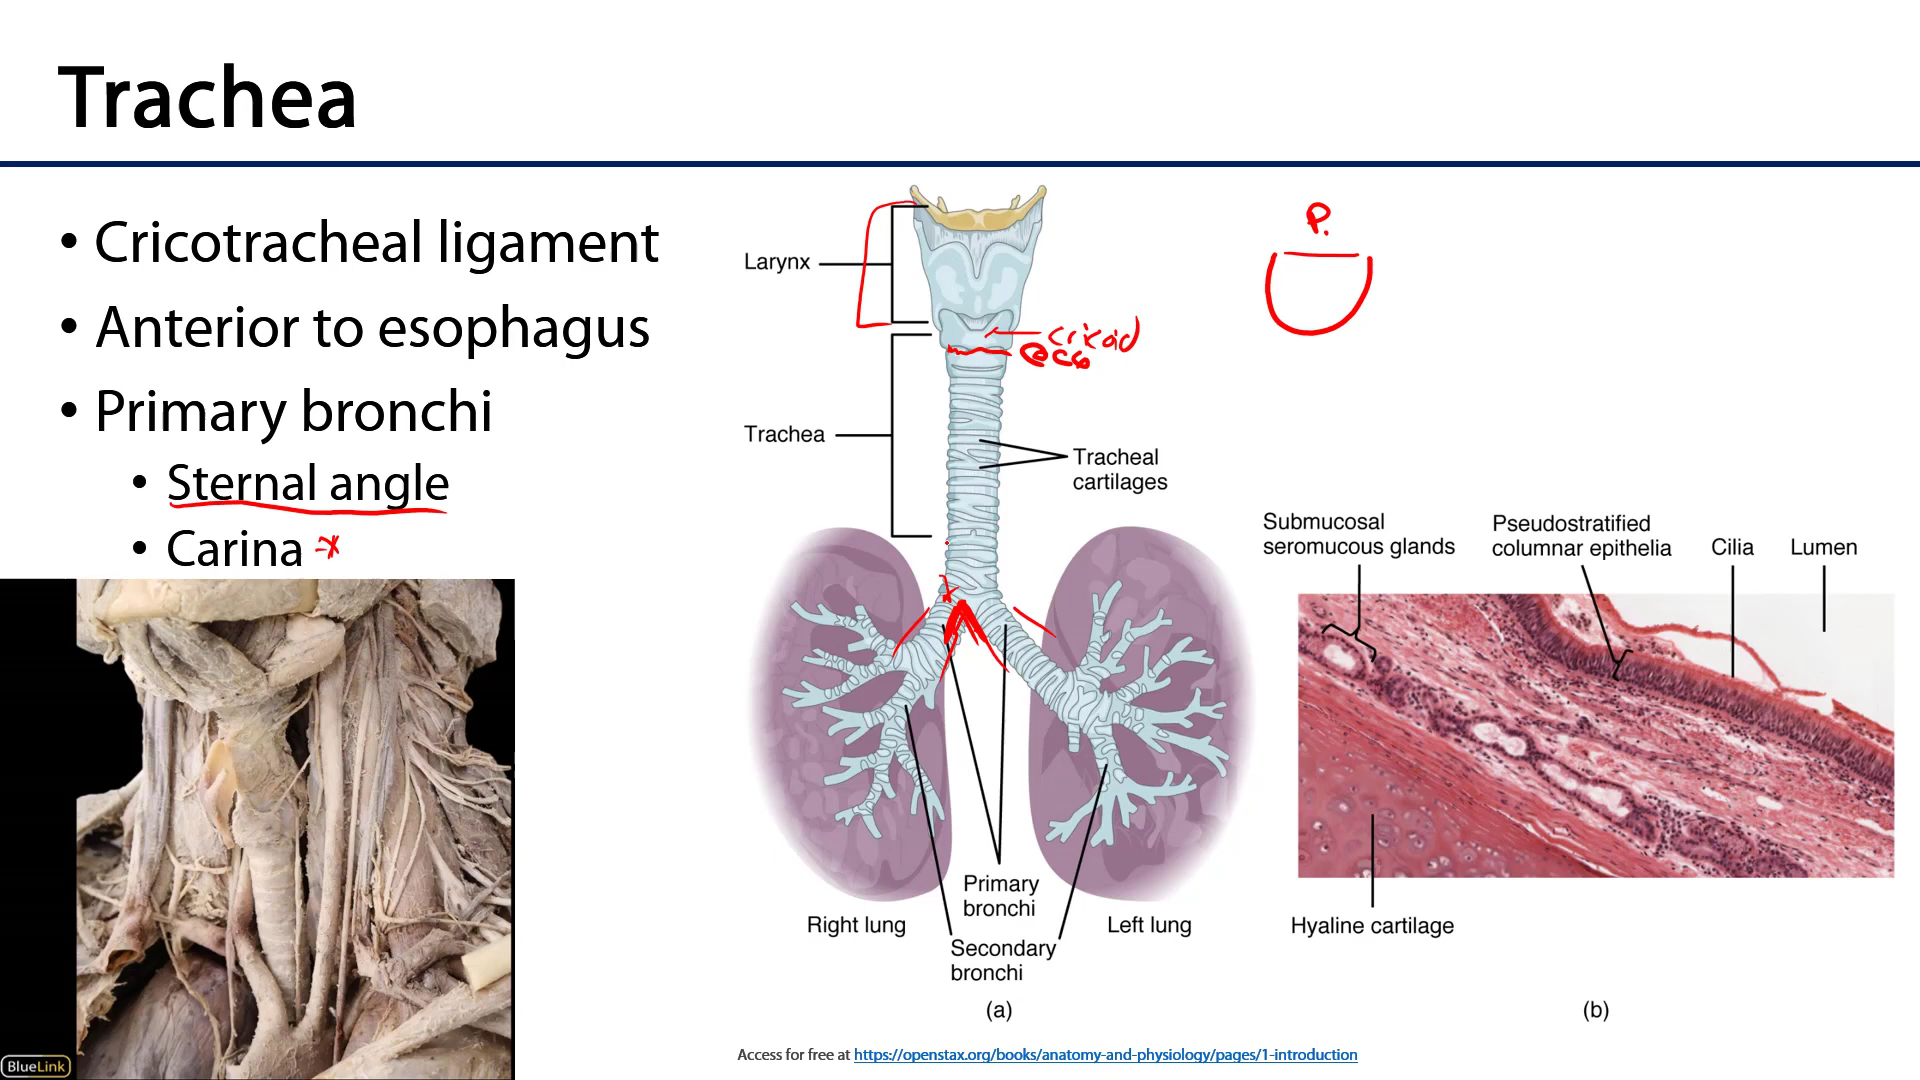 Trachea
• Cricotracheal ligament
• Anterior to esophagus
• Primary bronchi
• Sternal angle
• Carina *
BlueLink
Larynx
Cricoid
@C6
Trachea
Tracheal
cartilages
Primary
bronchi
Right lung
Left lung
Secondary
bronchi
(a)
P.
Submucosal
seromucous glands
Pseudostratified
columnar epithelia
Cilia
Lumen
Hyaline cartilage
(b)
Access for free at https://openstax.org/books/anatomy-and-physiology/pages/1-introduction